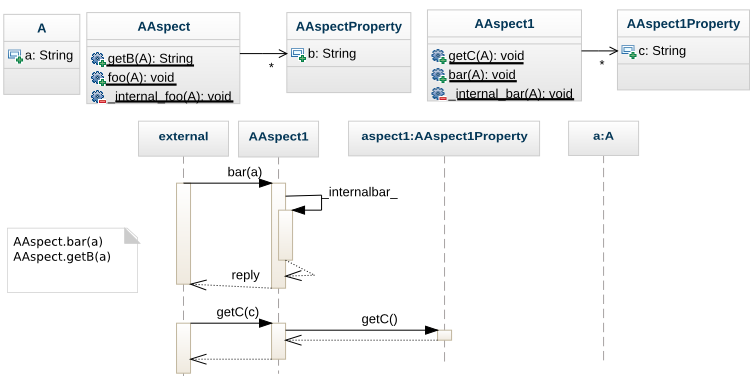 A
a: String
AAspect
getB(A): String
foo(A): void
_internal_foo(A): void
*
AAspectProperty
b: String
AAspect1
getC(A): void
bar(A): void
_internal_bar(A): void
*
AAspect1Property
c: String
external
AAspect1
aspect1:AAspect1Property
a:A
bar(a)
_internalbar_
AAspect.bar(a)
AAspect.getB(a)
reply
getC(c)
getC()